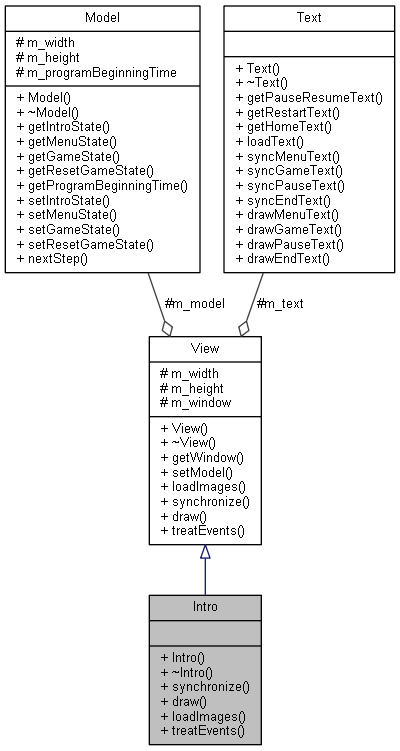 Model
# m_width
# m_height
# m_programBeginningTime
+ Model()
+ ~Model()
+ getIntroState()
+ getMenuState()
+ getGameState()
+ getResetGameState()
+ getProgramBeginningTime()
+ setIntroState()
+ setMenuState()
+ setGameState()
+ setResetGameState()
+ nextStep()
Text
+ Text()
+ ~Text()
+ getPauseResumeText()
+ getRestartText()
+ getHomeText()
+ loadText()
+ syncMenuText()
+ syncGameText()
+ syncPauseText()
+ syncEndText()
+ drawMenuText()
+ drawGameText()
+ drawPauseText()
+ drawEndText()
#m_model
#m_text
View
# m_width
# m_height
# m_window
+ View()
+ ~View()
+ getWindow()
+ setModel()
+ loadImages()
+ synchronize()
+ draw()
+ treatEvents()
Intro
+ Intro()
+ ~Intro()
+ synchronize()
+ draw()
+ loadImages()
+ treatEvents()